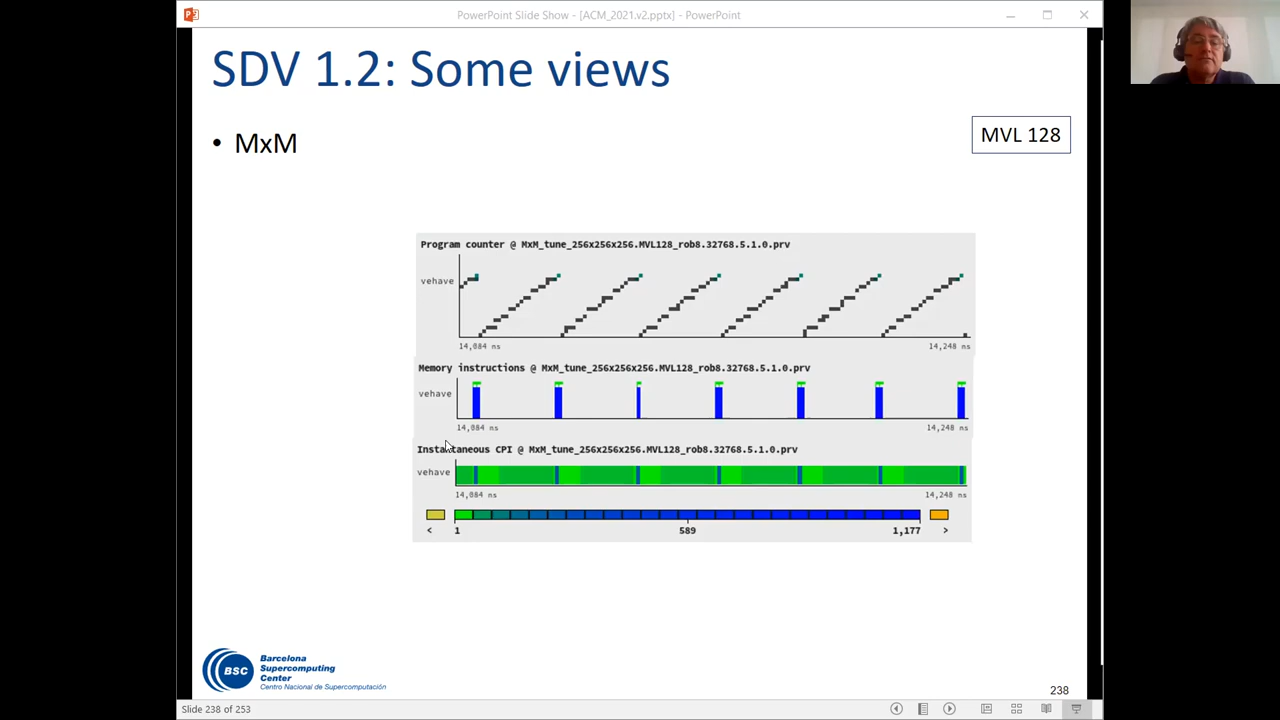 PowerPoint Slide Show - [ACM_2021.v2.pptx] - PowerPoint
SDV 1.2: Some views
• MxM
MVL 128
Program counter @ MxM_tune_256x256x256.MVL128_rob8.32768.5.1.0.prv
vehave
14,084 ns
14,248 ns
Memory instructions @ MxM_tune_256x256x256.MVL128_rob8.32768.5.1.0.prv
vehave
14,084 ns
14,248 ns
Instantaneous CPI @ MxM_tune_256x256x256.MVL128_rob8.32768.5.1.0.prv
vehave
14,084 ns
14,248 ns
< 1 589 1,177 >
BSC
Barcelona
Supercomputing
Center
Centro Nacional de Supercomputación
238
Slide 238 of 253